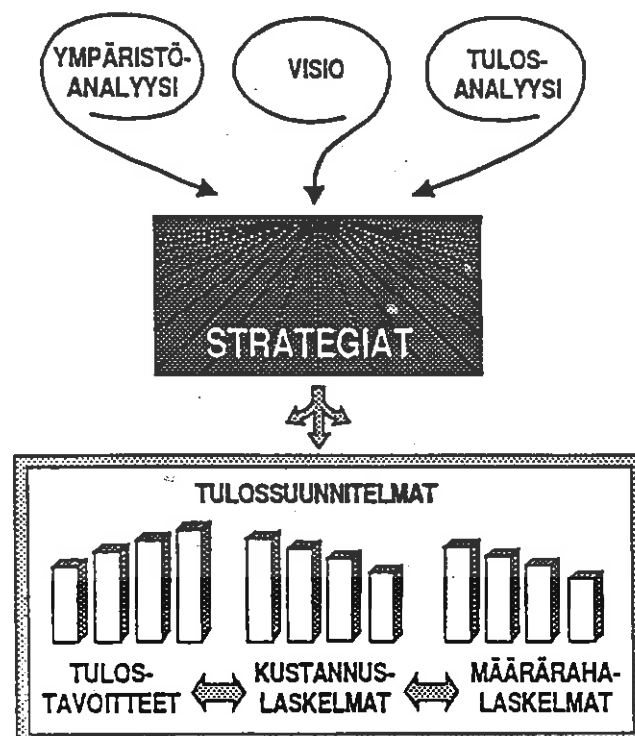 YMPÄRISTÖ-
ANALYYSI
VISIO
TULOS-
ANALYYSI
STRATEGIAT
TULOSSUUNNITELMAT
TULOS-
TAVOITTEET
KUSTANNUS-
LASKELMAT
MÄÄRÄRAHA-
LASKELMAT